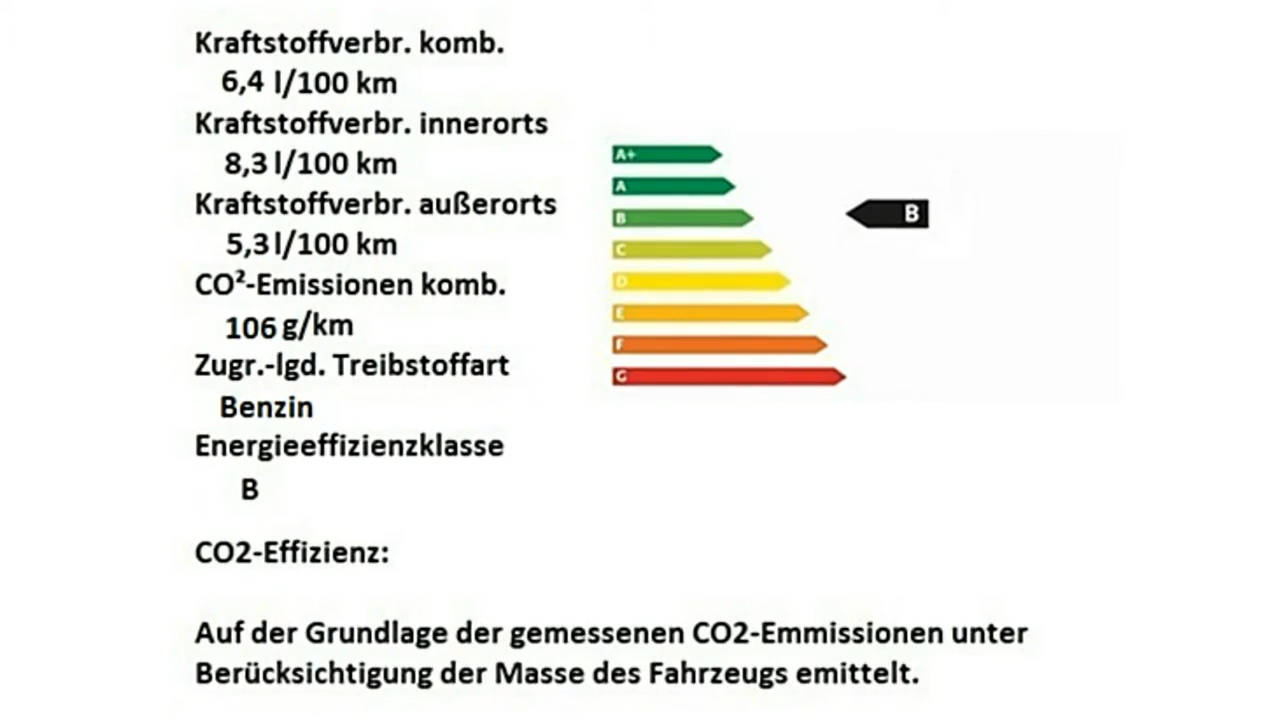 Kraftstoffverbr. komb.
6,4 l/100 km
Kraftstoffverbr. innerorts
8,3 l/100 km
Kraftstoffverbr. außerorts
5,3 l/100 km
CO²-Emissionen komb.
106 g/km
Zugr.-lgd. Treibstoffart
Benzin
Energieeffizienzklasse
B
A+
A
B
B
C
D
E
F
G
CO2-Effizienz:
Auf der Grundlage der gemessenen CO2-Emmissionen unter
Berücksichtigung der Masse des Fahrzeugs emittelt.